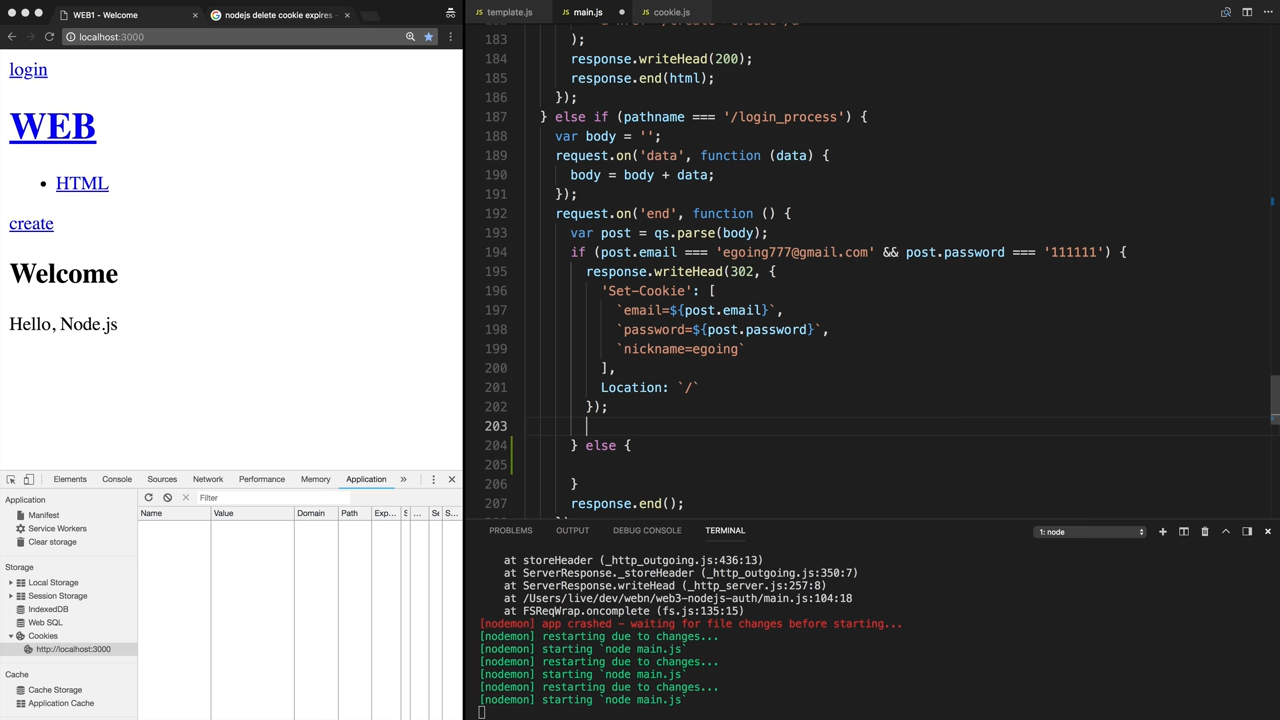 WEB1 - Welcome
nodejs delete cookie expires -
localhost:3000
login
WEB
HTML
create
Welcome
Hello, Node.js
Elements Console Sources Network Performance Memory Application
Application
Manifest
Service Workers
Clear storage
Storage
Local Storage
Session Storage
IndexedDB
Web SQL
Cookies
http://localhost:3000
Cache
Cache Storage
Application Cache
Filter
Name Value Domain Path Exp... S ... Se S...
JS template.js JS main.js JS cookie.js
183 );
184 response.writeHead(200);
185 response.end(html);
186 });
187 } else if (pathname === '/login_process') {
188 var body = '';
189 request.on('data', function (data) {
190 body = body + data;
191 });
192 request.on('end', function () {
193 var post = qs.parse(body);
194 if (post.email === 'egoing777@gmail.com' && post.password === '111111') {
195 response.writeHead(302, {
196 'Set-Cookie': [
197 `email=${post.email}`,
198 `password=${post.password}`,
199 `nickname=egoing`
200 ],
201 Location: `/`
202 });
203
204 } else {
205
206 }
207 response.end();
PROBLEMS OUTPUT DEBUG CONSOLE TERMINAL 1: node
at storeHeader (_http_outgoing.js:436:13)
at ServerResponse._storeHeader (_http_outgoing.js:350:7)
at ServerResponse.writeHead (_http_server.js:257:8)
at /Users/live/dev/webn/web3-nodejs-auth/main.js:104:18
at FSReqWrap.oncomplete (fs.js:135:15)
[nodemon] app crashed - waiting for file changes before starting...
[nodemon] restarting due to changes...
[nodemon] starting `node main.js`
[nodemon] restarting due to changes...
[nodemon] starting `node main.js`
[nodemon] restarting due to changes...
[nodemon] starting `node main.js`